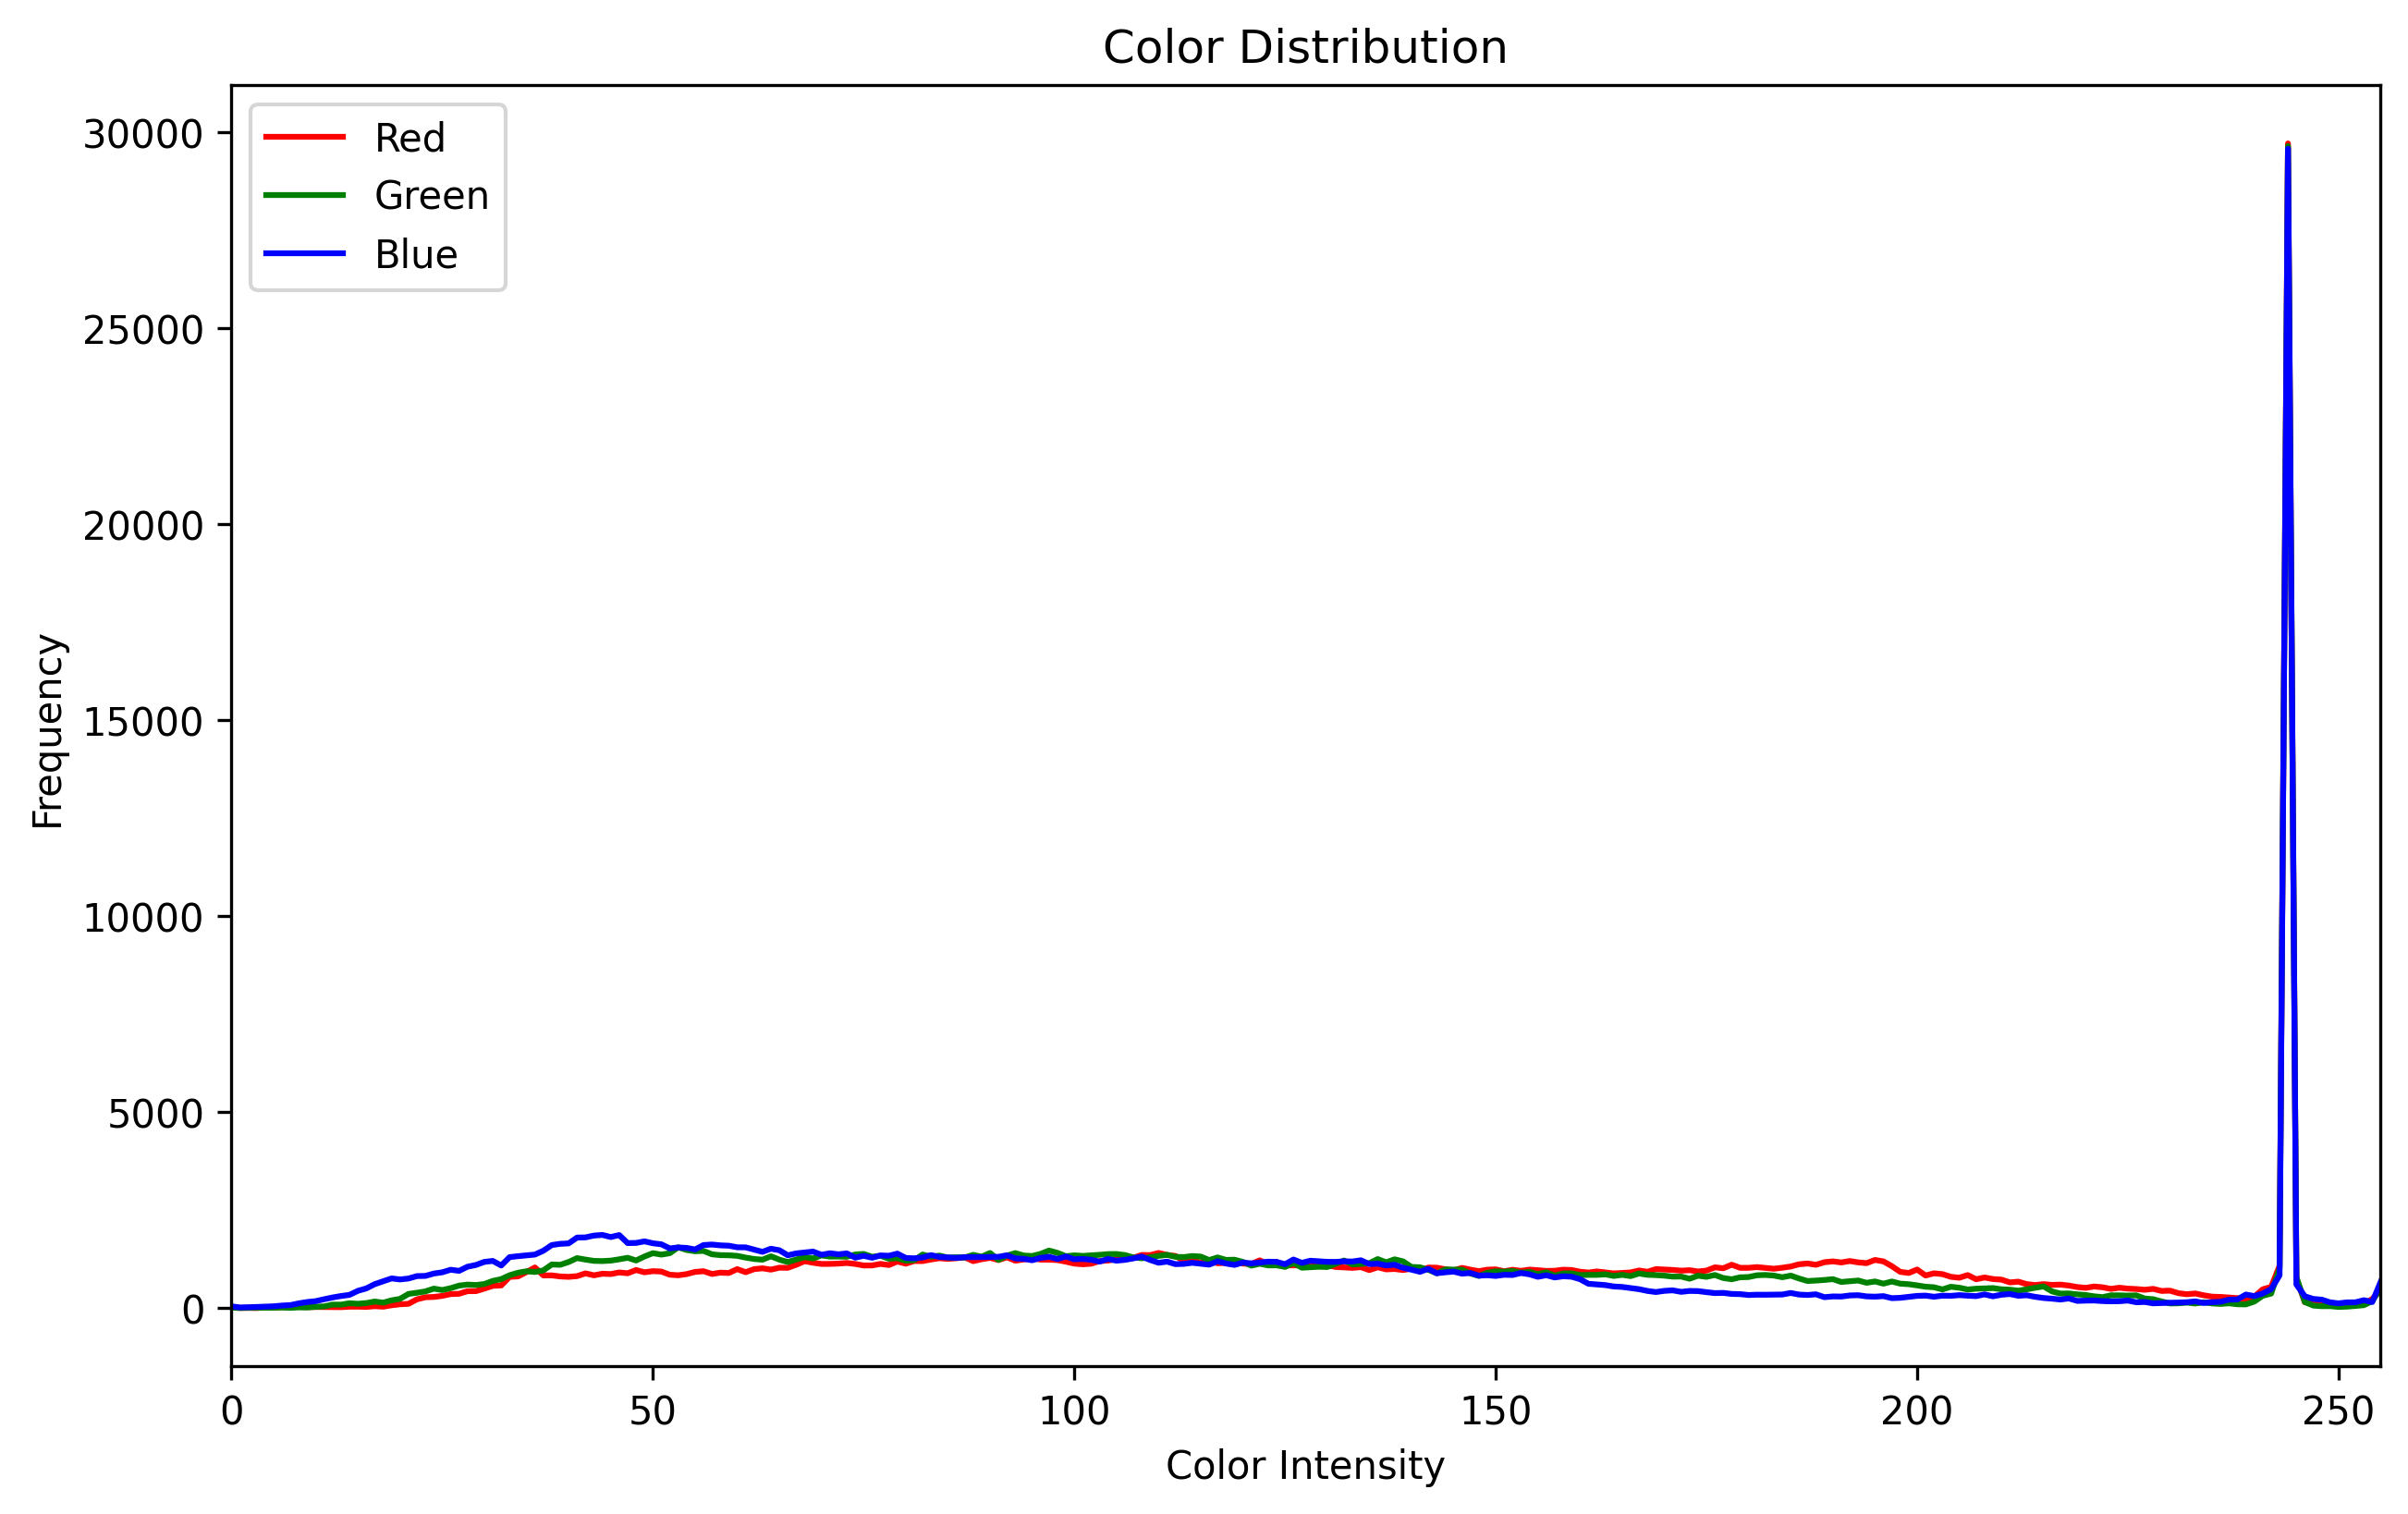 Color Distribution
Red
Green
Blue
30000
25000
20000
15000
10000
5000
0
Frequency
0 50 100 150 200 250
Color Intensity